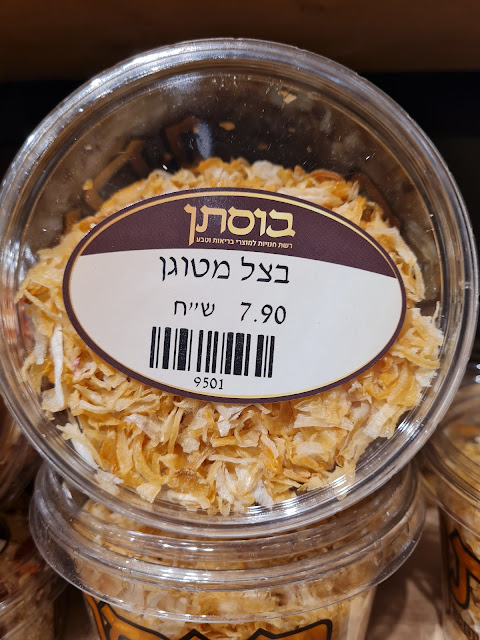 בוסתן
רשת חנויות למוצרי בריאות וטבע
בצל מטוגן
7.90 ש״ח
9501